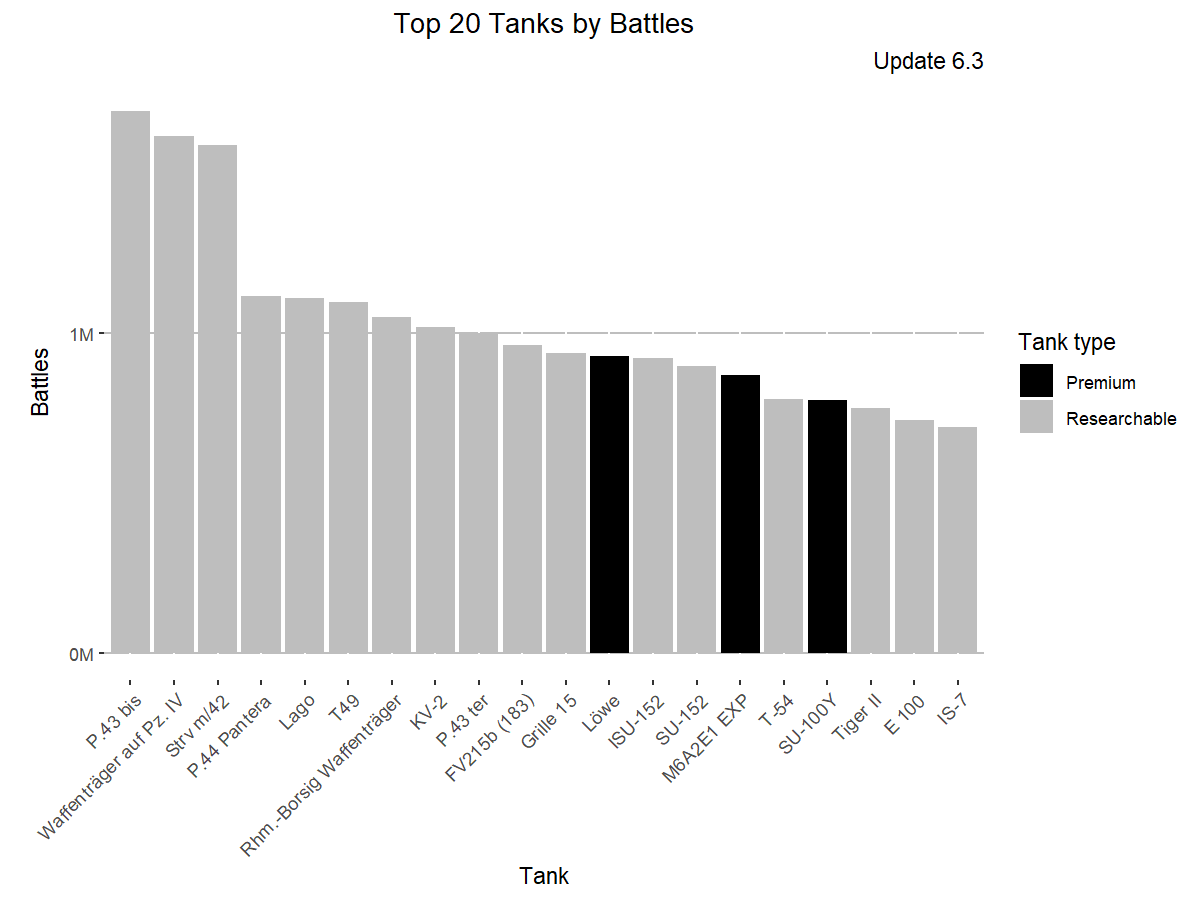 Top 20 Tanks by Battles
Update 6.3
Battles
1M
0M
P.43 bis
Waffenträger auf Pz. IV
Strv m/42
P.44 Pantera
Lago
T49
Rhm.-Borsig Waffenträger
KV-2
P.43 ter
FV215b (183)
Grille 15
Löwe
ISU-152
SU-152
M6A2E1 EXP
T-54
SU-100Y
Tiger II
E 100
IS-7
Tank
Tank type
Premium
Researchable